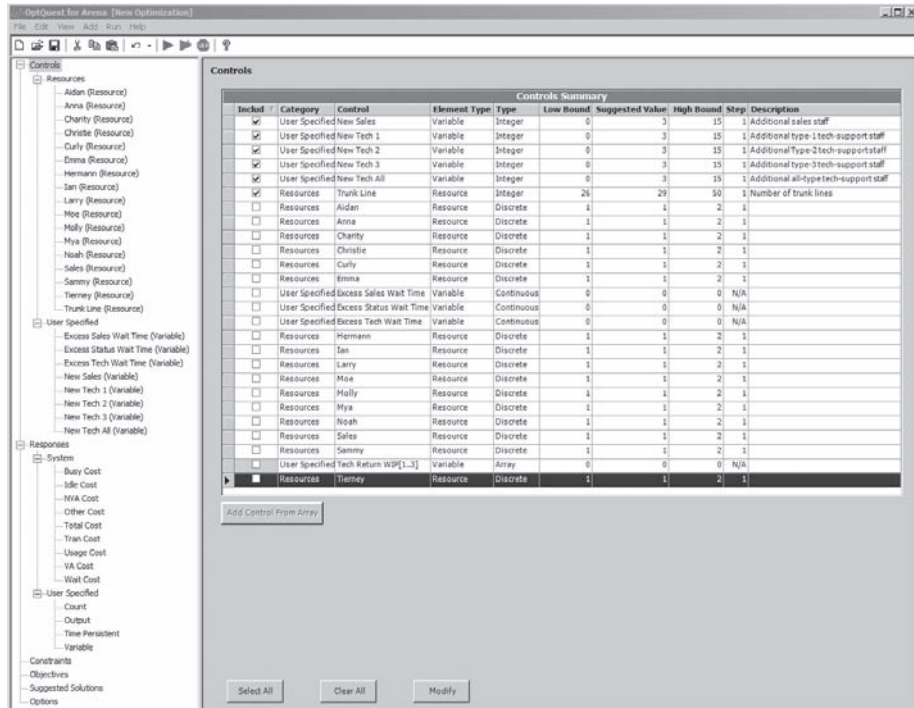 OptQuest for Arena [New Optimization]
File Edit View Add Run Help
Controls
Resources
Aidan (Resource)
Anna (Resource)
Charity (Resource)
Christie (Resource)
Curly (Resource)
Emma (Resource)
Hermann (Resource)
Ian (Resource)
Larry (Resource)
Moe (Resource)
Molly (Resource)
Mya (Resource)
Noah (Resource)
Sales (Resource)
Sammy (Resource)
Tierney (Resource)
Trunk Line (Resource)
User Specified
Excess Sales Wait Time (Variable)
Excess Status Wait Time (Variable)
Excess Tech Wait Time (Variable)
New Sales (Variable)
New Tech 1 (Variable)
New Tech 2 (Variable)
New Tech 3 (Variable)
New Tech All (Variable)
Responses
System
Busy Cost
Idle Cost
NVA Cost
Other Cost
Total Cost
Tran Cost
Usage Cost
VA Cost
Wait Cost
User Specified
Count
Output
Time Persistent
Variable
Constraints
Objectives
Suggested Solutions
Options
Controls
Controls Summary
Includ Category Control Element Type Type Low Bound Suggested Value High Bound Step Description
User Specified New Sales Variable Integer 0 3 15 1 Additional sales staff
User Specified New Tech 1 Variable Integer 0 3 15 1 Additional type-1 tech-support staff
User Specified New Tech 2 Variable Integer 0 3 15 1 Additional Type-2 tech-support staff
User Specified New Tech 3 Variable Integer 0 3 15 1 Additional type-3 tech-support staff
User Specified New Tech All Variable Integer 0 3 15 1 Additional all-type tech-support staff
Resources Trunk Line Resource Integer 26 29 50 1 Number of trunk lines
Resources Aidan Resource Discrete 1 1 2 1
Resources Anna Resource Discrete 1 1 2 1
Resources Charity Resource Discrete 1 1 2 1
Resources Christie Resource Discrete 1 1 2 1
Resources Curly Resource Discrete 1 1 2 1
Resources Emma Resource Discrete 1 1 2 1
User Specified Excess Sales Wait Time Variable Continuous 0 0 0 N/A
User Specified Excess Status Wait Time Variable Continuous 0 0 0 N/A
User Specified Excess Tech Wait Time Variable Continuous 0 0 0 N/A
Resources Hermann Resource Discrete 1 1 2 1
Resources Ian Resource Discrete 1 1 2 1
Resources Larry Resource Discrete 1 1 2 1
Resources Moe Resource Discrete 1 1 2 1
Resources Molly Resource Discrete 1 1 2 1
Resources Mya Resource Discrete 1 1 2 1
Resources Noah Resource Discrete 1 1 2 1
Resources Sales Resource Discrete 1 1 2 1
Resources Sammy Resource Discrete 1 1 2 1
User Specified Tech Return WIP[1..3] Variable Array 0 0 0 N/A
Resources Tierney Resource Discrete 1 1 2 1
Add Control From Array
Select All Clear All Modify